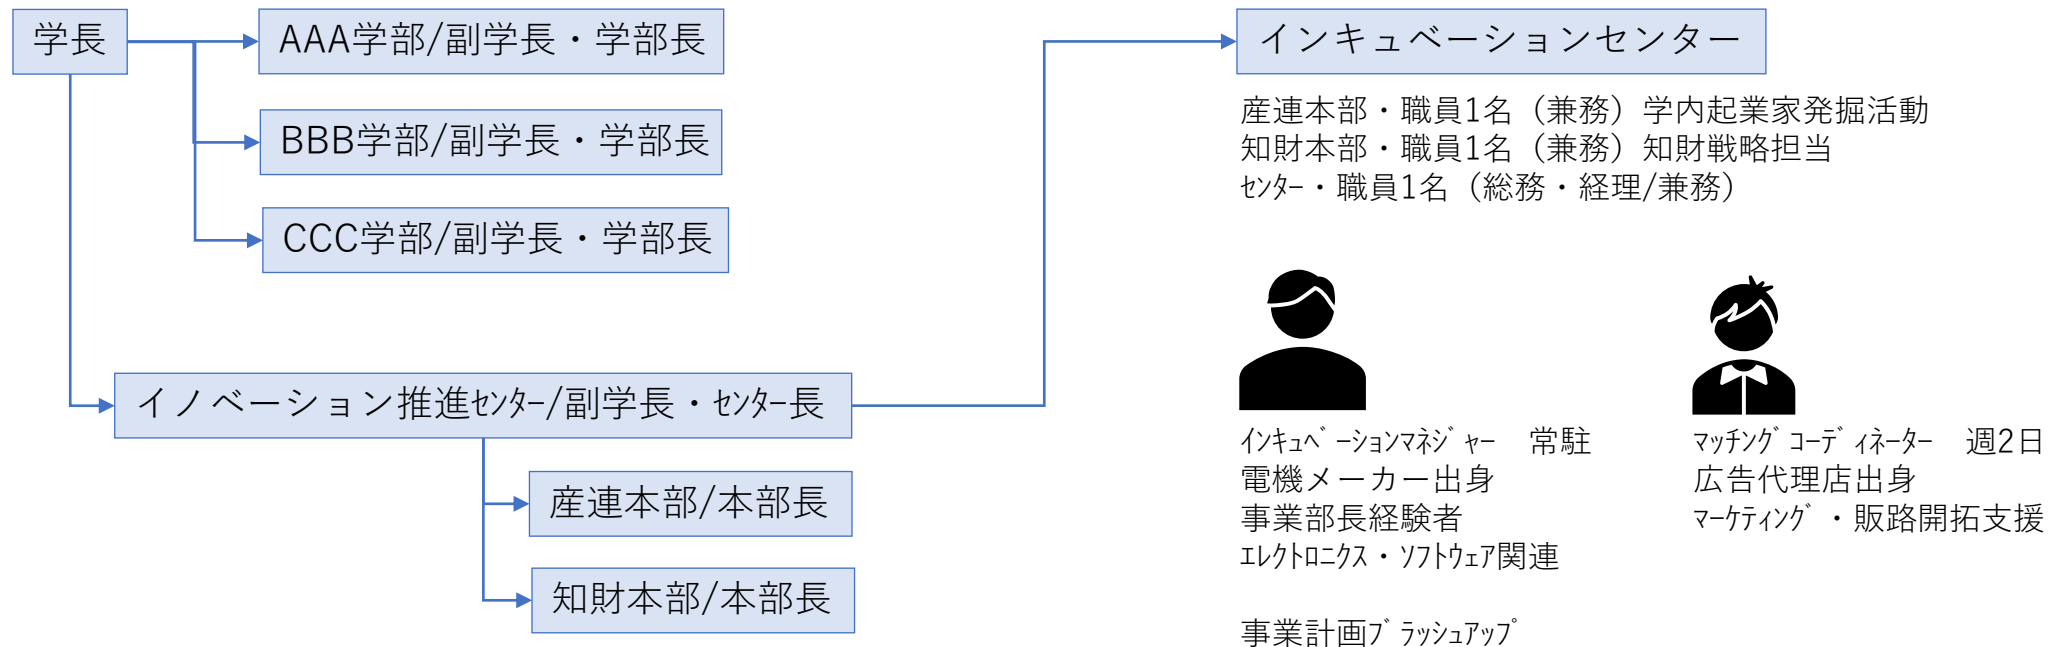 学長
AAA学部/副学長・学部長
BBB学部/副学長・学部長
CCC学部/副学長・学部長
イノベーション推進ｾﾝﾀｰ/副学長・ｾﾝﾀｰ長
産連本部/本部長
知財本部/本部長
インキュベーションセンター
産連本部・職員1名（兼務）学内起業家発掘活動
知財本部・職員1名（兼務）知財戦略担当
ｾﾝﾀｰ・職員1名（総務・経理/兼務）
ｲﾝｷｭﾍﾞｰｼｮﾝﾏﾈｼﾞｬｰ　常駐
電機メーカー出身
事業部長経験者
ｴﾚｸﾄﾛﾆｸｽ・ｿﾌﾄｳｪｱ関連
事業計画ﾌﾞﾗｯｼｭｱｯﾌﾟ
ﾏｯﾁﾝｸﾞｺｰﾃﾞｨﾈｰﾀｰ　週2日
広告代理店出身
ﾏｰｹﾃｨﾝｸﾞ・販路開拓支援